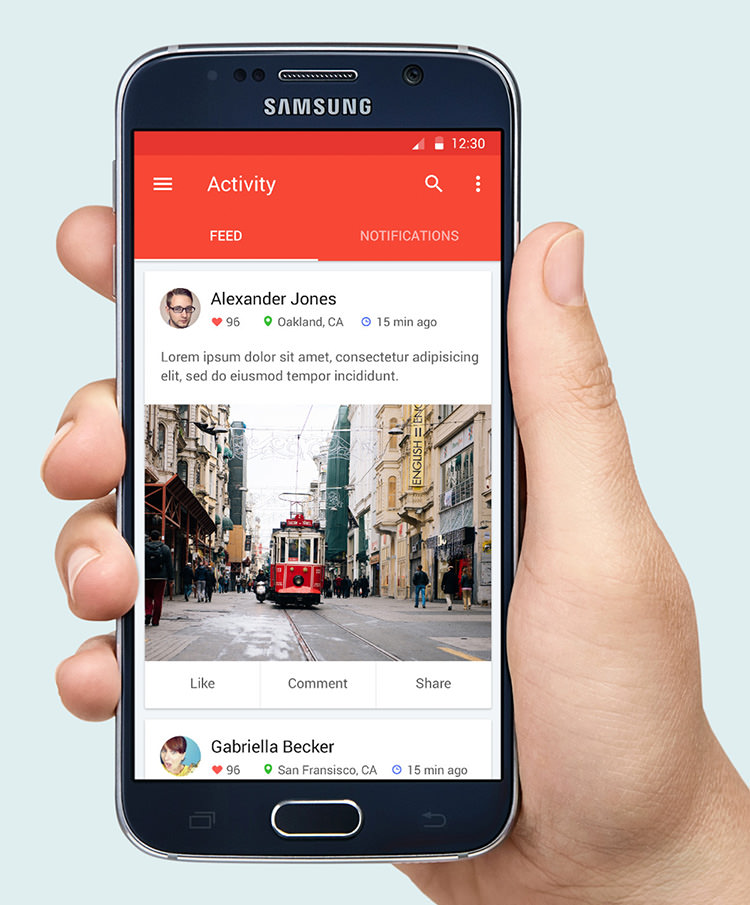 SAMSUNG
12:30
Activity
FEED NOTIFICATIONS
Alexander Jones
96 Oakland, CA 15 min ago
Lorem ipsum dolor sit amet, consectetur adipisicing
elit, sed do eiusmod tempor incididunt.
ENGLISH ENG
Like Comment Share
Gabriella Becker
96 San Fransisco, CA 15 min ago